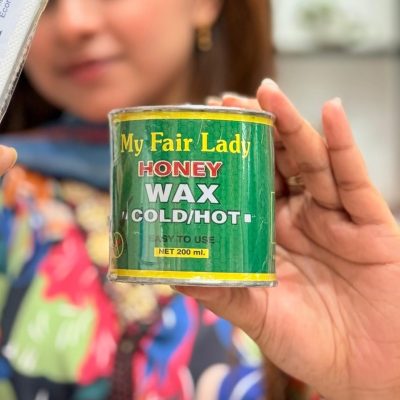 My Fair Lady
HONEY
WAX
"COLD/HOT"
EASY TO USE
NET 200 ml.